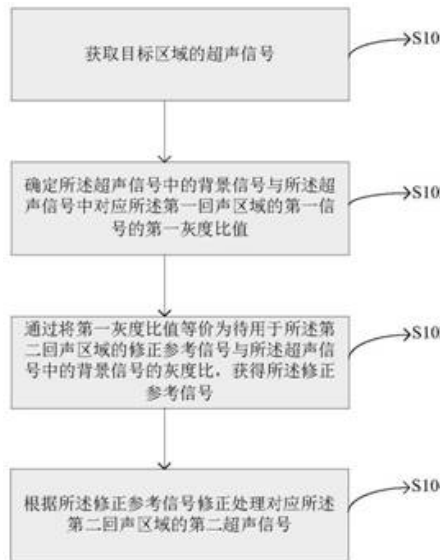 获取目标区域的超声信号
S10
确定所述超声信号中的背景信号与所述超
声信号中对应所述第一回声区域的第一信
号的第一灰度比值
S10
通过将第一灰度比值等价为待用于所述第
二回声区域的修正参考信号与所述超声信
号中的背景信号的灰度比，获得所述修正
参考信号
S10
根据所述修正参考信号修正处理对应所述
第二回声区域的第二超声信号
S10